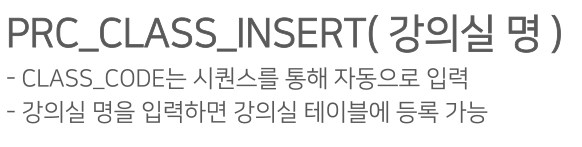 PRC_CLASS_INSERT( 강의실 명 )
- CLASS_CODE는 시퀀스를 통해 자동으로 입력
- 강의실 명을 입력하면 강의실 테이블에 등록 가능